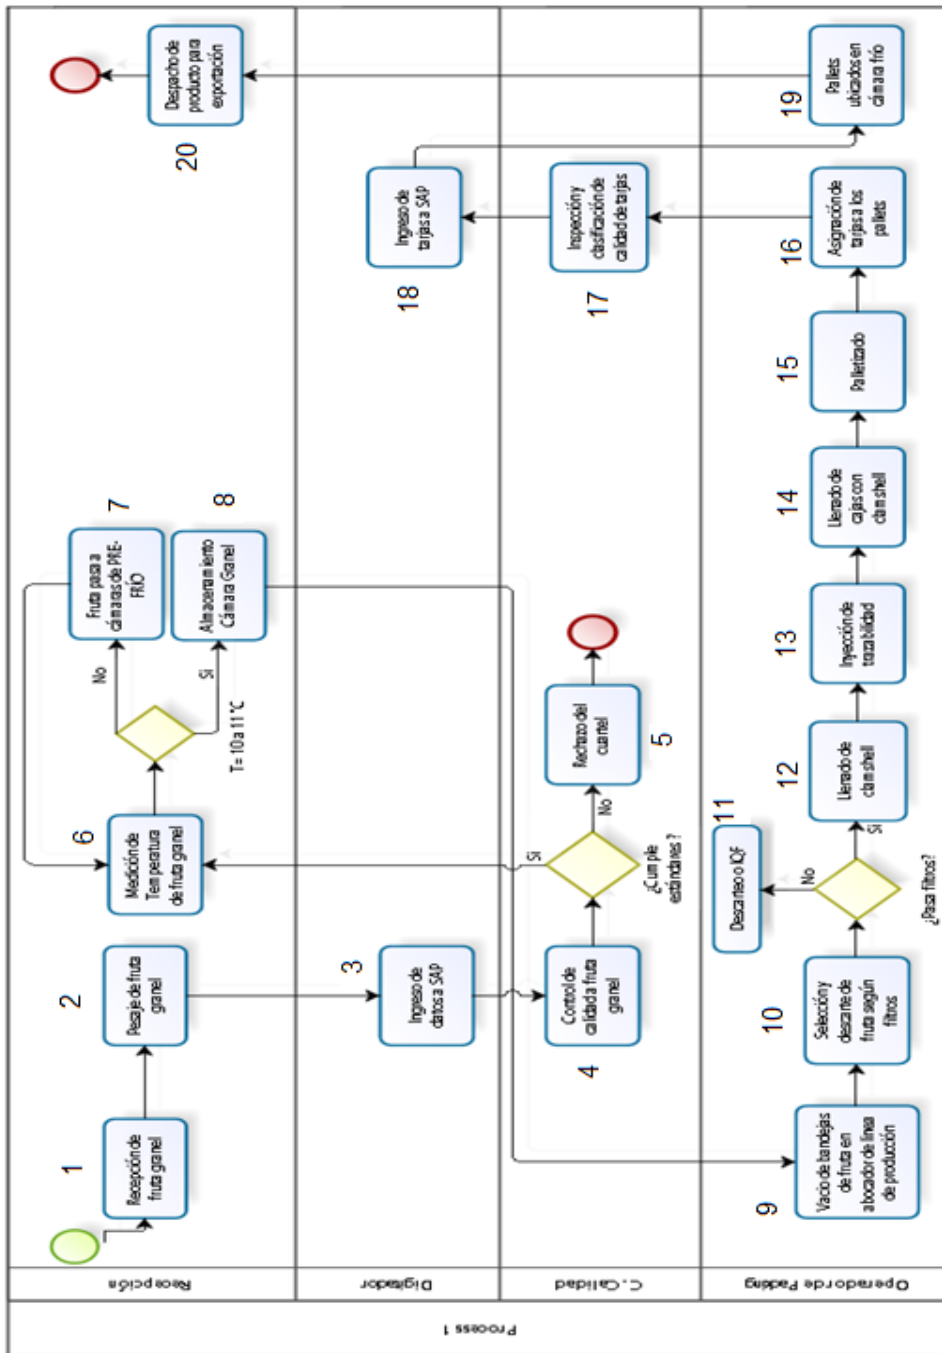 Process 1
Recepción
Digitador
C. Calidad
Operador de Packing
1
Recepción de
fruta granel
2
Pesaje de fruta
granel
3
Ingreso de
datos a SAP
4
Control de
calidad a fruta
granel
¿Cumple
estándares ?
Si
No
5
Rechazo del
cuartel
6
Medición de
Temperatura
de fruta granel
No
Si
T = 10 a 11 °C
7
Fruta pasa a
cámaras de PRE-
FRÍO
8
Almaceramiento
Cámara Granel
9
Vacio de bandejas
de fruta en
abocador de linea
de producción
10
Selección y
descarte de
fruta según
filtros
¿Pasa filtros?
No
Si
11
Descarte o IQF
12
Llenado de
clamshell
13
Inyección de
trazabilidad
14
Llenado de
cajas con
clamshell
15
Palletizado
16
Asignación de
tarjas a los
pallets
17
Inspección y
clasificación de
calidad de tarjas
18
Ingreso de
tarjas a SAP
19
Pallets
ubicados en
cámara frío
20
Despacho de
producto para
exportación